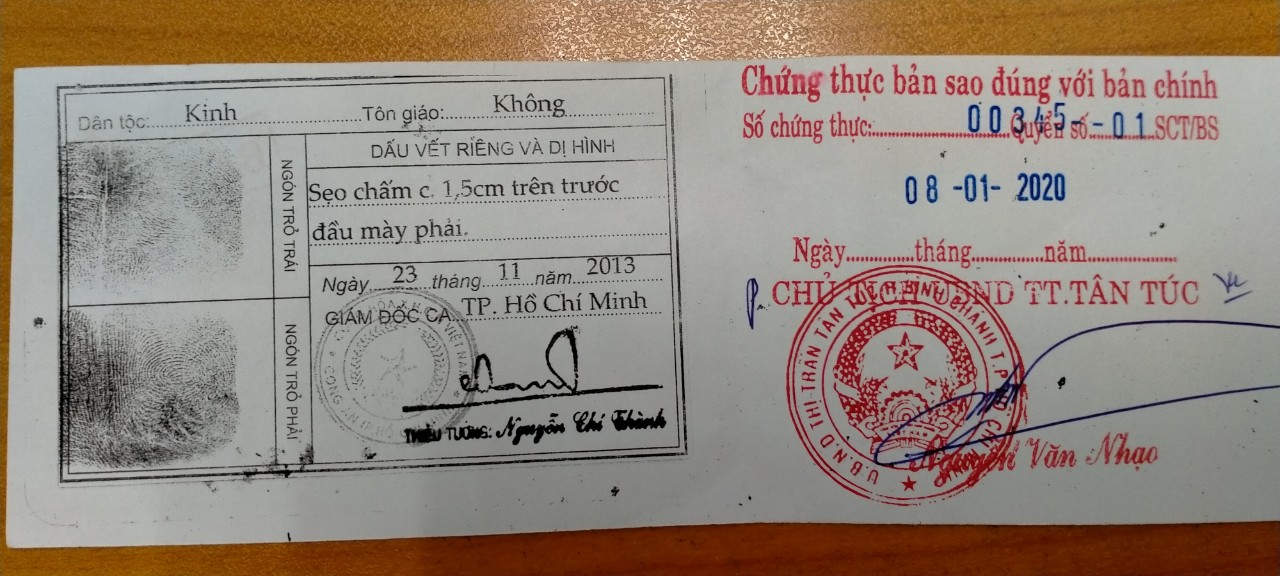 Dân tộc: Kinh Tôn giáo: Không
NGÓN TRỎ TRÁI
NGÓN TRỎ PHẢI
DẤU VẾT RIÊNG VÀ DỊ HÌNH
Sẹo chấm c. 1,5cm trên trước
đầu mày phải.
Ngày 23 tháng 11 năm 2013
GIÁM ĐỐC CA TP. Hồ Chí Minh
THIẾU TƯỚNG: Nguyễn Chí Thành
Chứng thực bản sao đúng với bản chính
Số chứng thực: 00345 Quyển số -01 SCT/BS
08 -01- 2020
Ngày tháng năm
P. CHỦ TỊCH UBND TT.TÂN TÚC
U.B.N.D THỊ TRẤN TÂN TÚC H.BÌNH CHÁNH T.P
Nguyễn Văn Nhạo